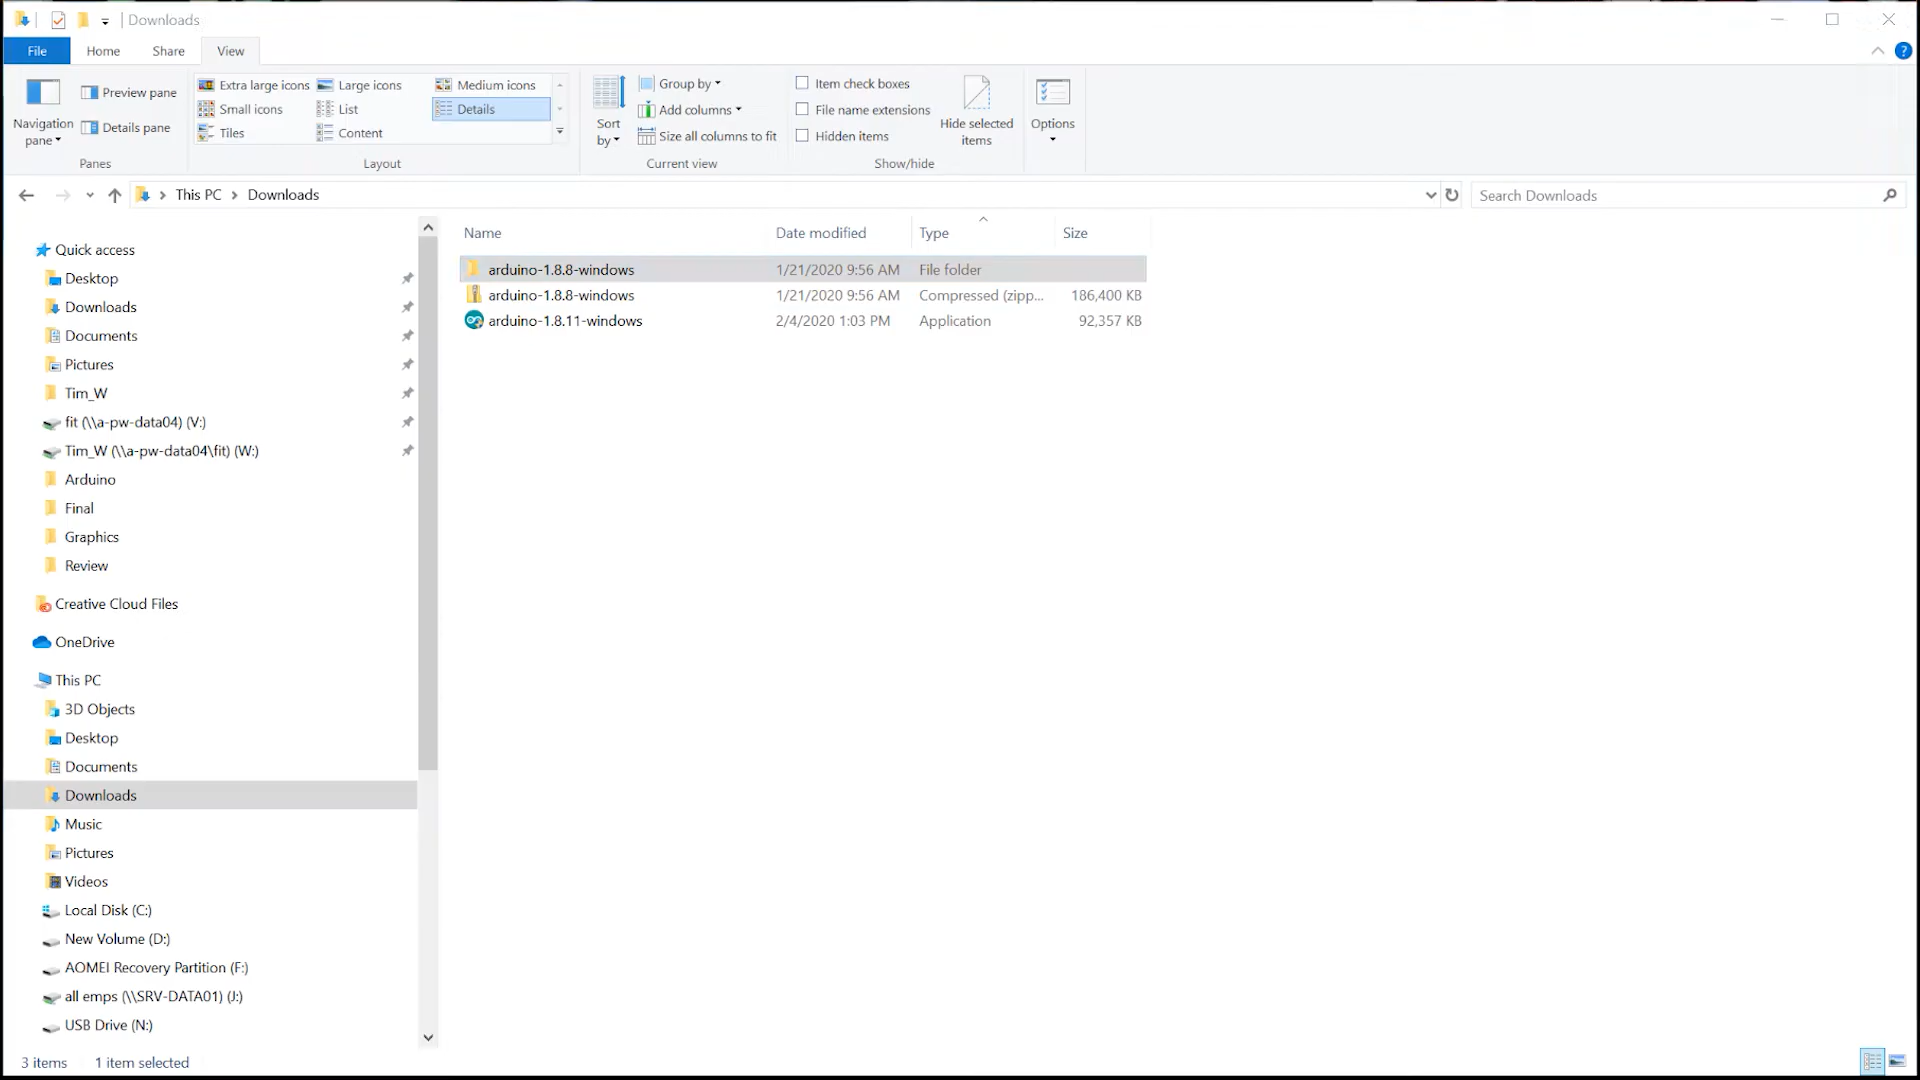 Downloads
File Home Share View
Navigation pane
Preview pane
Details pane
Panes
Extra large icons Large icons Medium icons
Small icons List Details
Tiles Content
Layout
Sort by
Group by
Add columns
Size all columns to fit
Current view
Item check boxes
File name extensions
Hidden items
Hide selected items
Show/hide
Options
This PC Downloads
Search Downloads
Name Date modified Type Size
arduino-1.8.8-windows 1/21/2020 9:56 AM File folder
arduino-1.8.8-windows 1/21/2020 9:56 AM Compressed (zipp... 186,400 KB
arduino-1.8.11-windows 2/4/2020 1:03 PM Application 92,357 KB
Quick access
Desktop
Downloads
Documents
Pictures
Tim_W
fit (\\a-pw-data04) (V:)
Tim_W (\\a-pw-data04\fit) (W:)
Arduino
Final
Graphics
Review
Creative Cloud Files
OneDrive
This PC
3D Objects
Desktop
Documents
Downloads
Music
Pictures
Videos
Local Disk (C:)
New Volume (D:)
AOMEI Recovery Partition (F:)
all emps (\\SRV-DATA01) (J:)
USB Drive (N:)
3 items 1 item selected